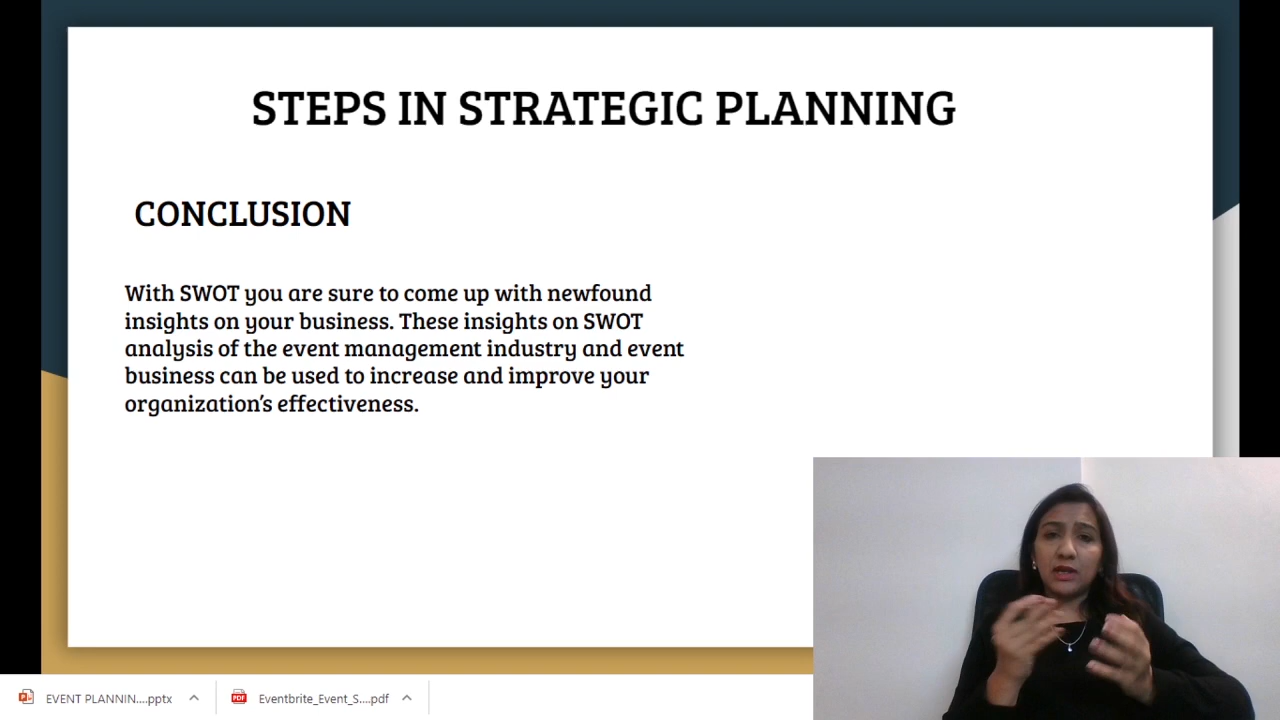 STEPS IN STRATEGIC PLANNING
CONCLUSION
With SWOT you are sure to come up with newfound
insights on your business. These insights on SWOT
analysis of the event management industry and event
business can be used to increase and improve your
organization's effectiveness.
EVENT PLANNIN....pptx
PDF
Eventbrite_Event_S....pdf